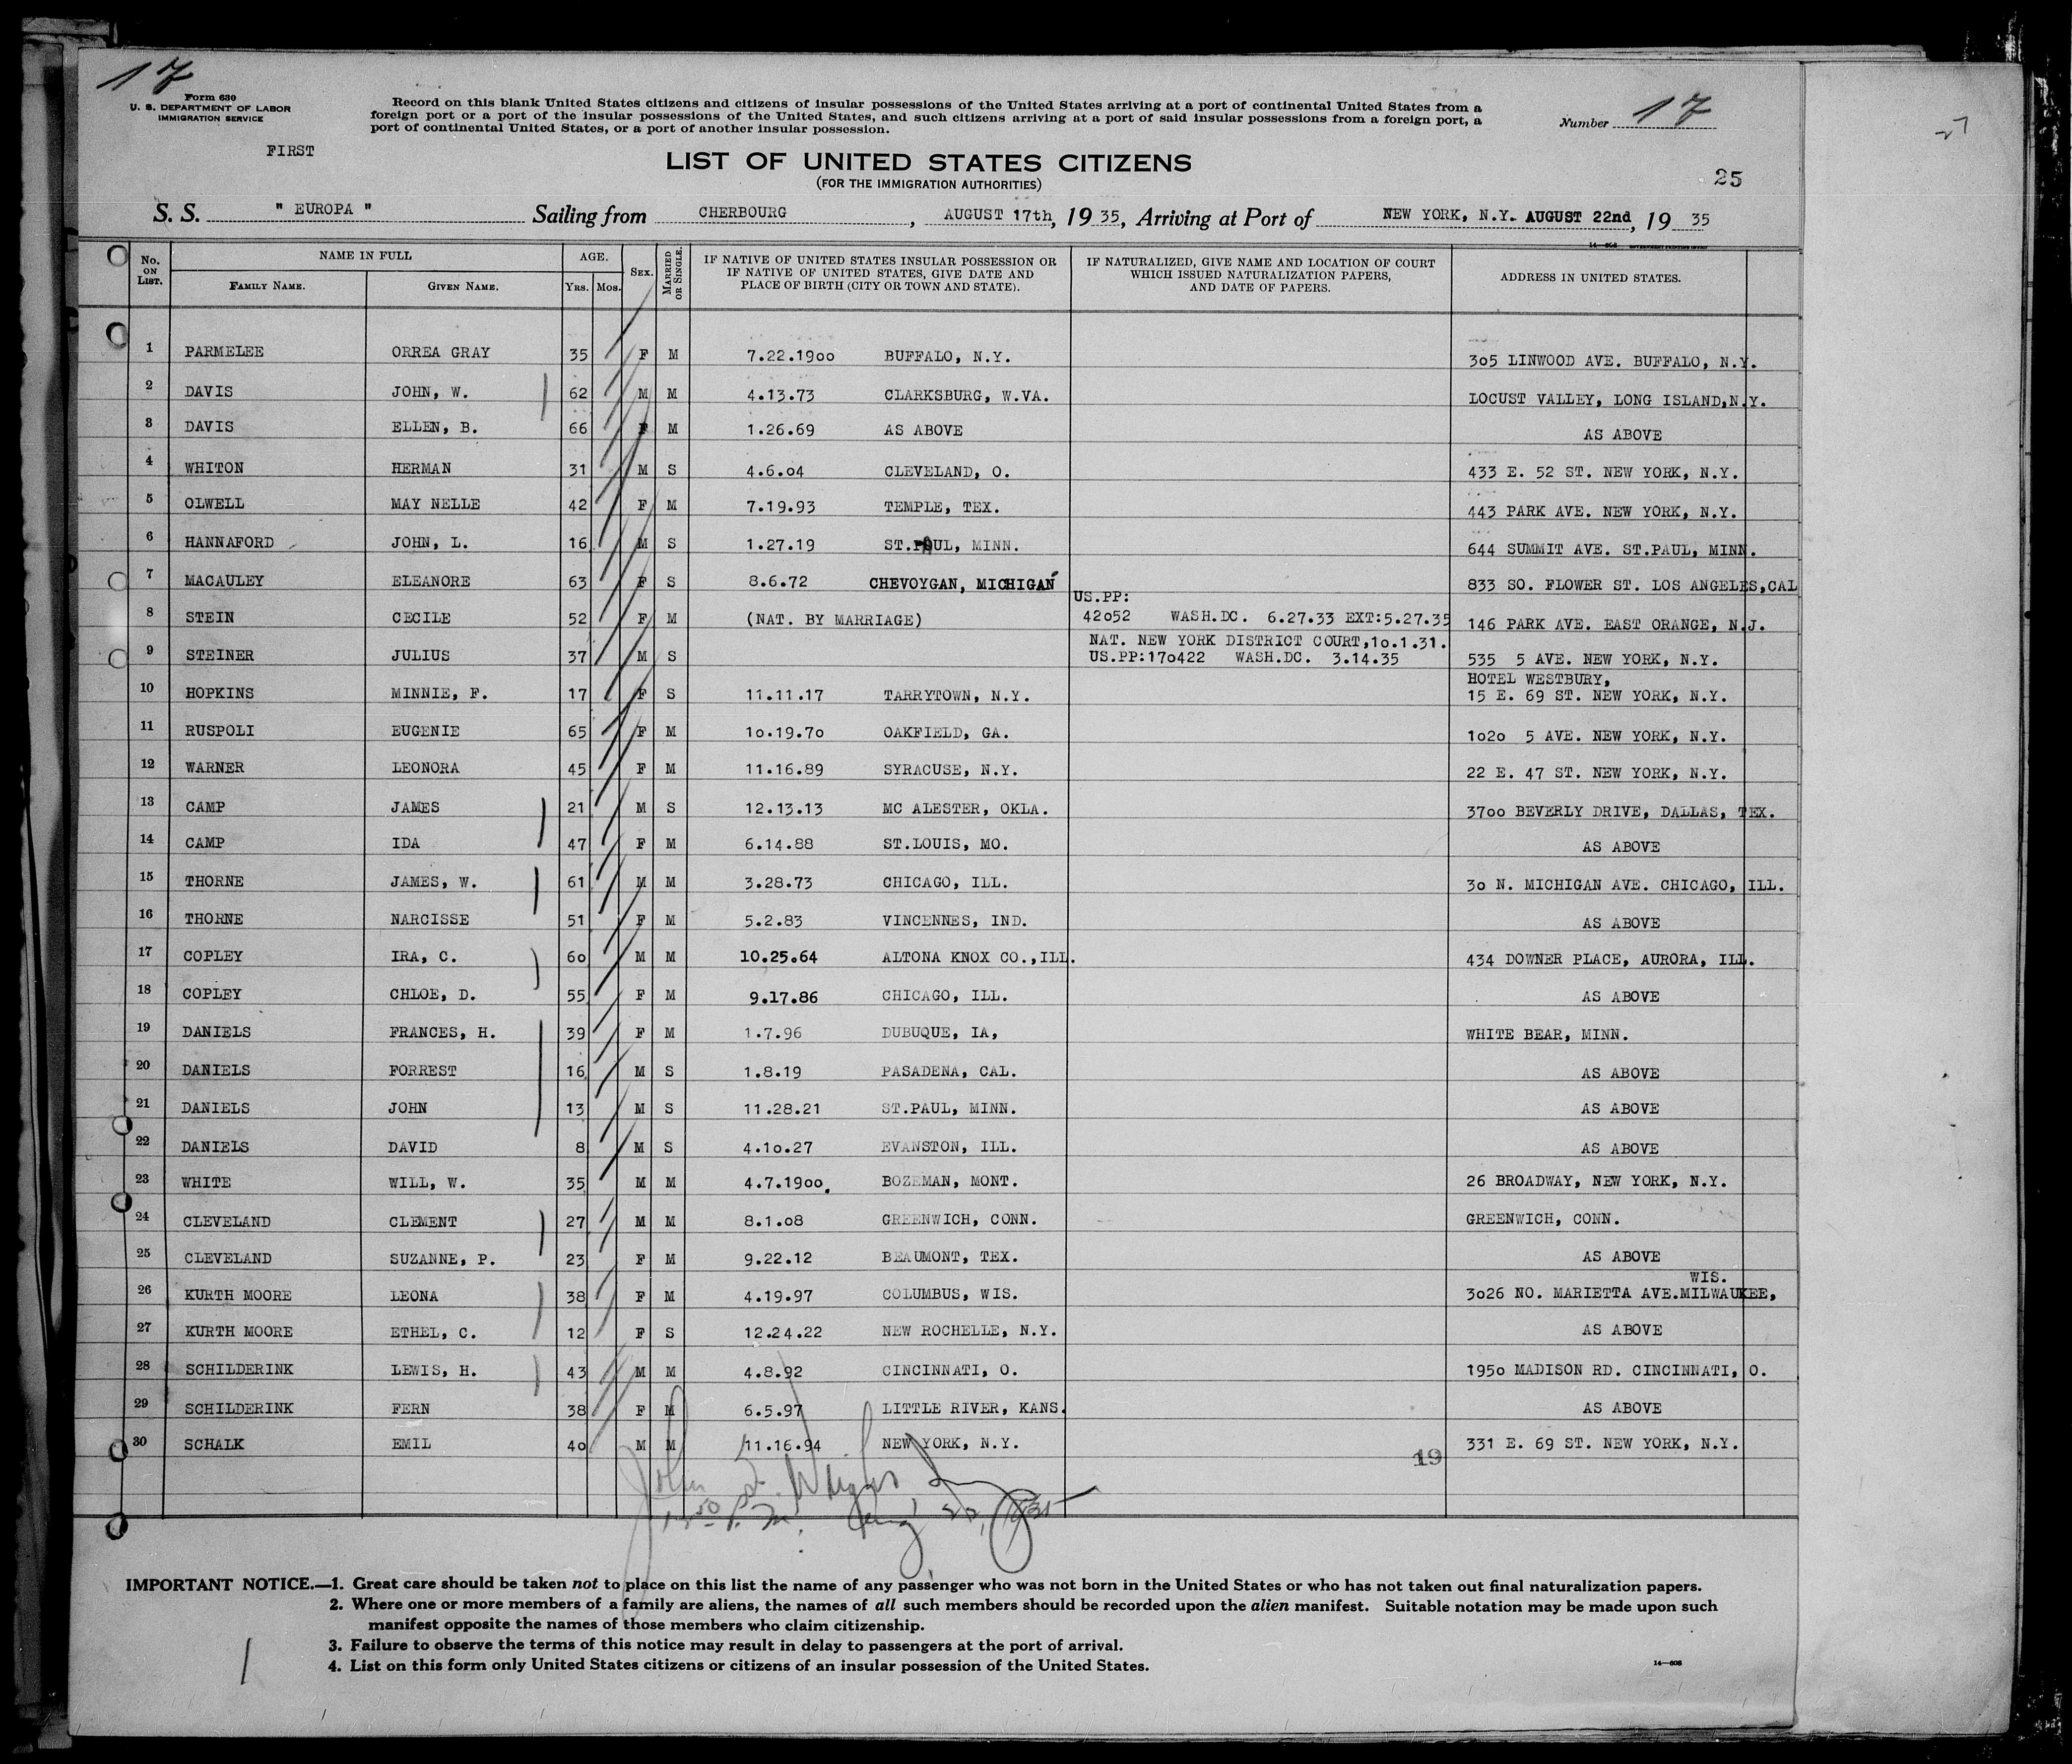 17
Form 630
U. S. DEPARTMENT OF LABOR
IMMIGRATION SERVICE
Record on this blank United States citizens and citizens of insular possessions of the United States arriving at a port of continental United States from a
foreign port or a port of the insular possessions of the United States, and such citizens arriving at a port of said insular possessions from a foreign port, a
port of continental United States, or a port of another insular possession.
Number 17
27
FIRST
LIST OF UNITED STATES CITIZENS
(FOR THE IMMIGRATION AUTHORITIES)
25
S. S. " EUROPA " Sailing from CHERBOURG, AUGUST 17th, 1935, Arriving at Port of NEW YORK, N.Y. AUGUST 22nd, 1935
No. ON LIST. NAME IN FULL FAMILY NAME. GIVEN NAME. AGE. YRS. MOS. SEX. MARRIED OR SINGLE. IF NATIVE OF UNITED STATES INSULAR POSSESSION OR IF NATIVE OF UNITED STATES, GIVE DATE AND PLACE OF BIRTH (CITY OR TOWN AND STATE). IF NATURALIZED, GIVE NAME AND LOCATION OF COURT WHICH ISSUED NATURALIZATION PAPERS, AND DATE OF PAPERS. ADDRESS IN UNITED STATES.
1 PARMELEE ORREA GRAY 35 F M 7.22.1900 BUFFALO, N.Y. 305 LINWOOD AVE. BUFFALO, N.Y.
2 DAVIS JOHN, W. 62 M M 4.13.73 CLARKSBURG, W.VA. LOCUST VALLEY, LONG ISLAND,N.Y.
3 DAVIS ELLEN, B. 66 F M 1.26.69 AS ABOVE AS ABOVE
4 WHITON HERMAN 31 M S 4.6.04 CLEVELAND, O. 433 E. 52 ST. NEW YORK, N.Y.
5 OLWELL MAY NELLE 42 F M 7.19.93 TEMPLE, TEX. 443 PARK AVE. NEW YORK, N.Y.
6 HANNAFORD JOHN, L. 16 M S 1.27.19 ST.PAUL, MINN. 644 SUMMIT AVE. ST.PAUL, MINN.
7 MACAULEY ELEANORE 63 F S 8.6.72 CHEVOYGAN, MICHIGAN 833 SO. FLOWER ST. LOS ANGELES,CAL
US.PP:
8 STEIN CECILE 52 F M (NAT. BY MARRIAGE) 42052 WASH.DC. 6.27.33 EXT:5.27.35 146 PARK AVE. EAST ORANGE, N.J.
NAT. NEW YORK DISTRICT COURT,10.1.31.
9 STEINER JULIUS 37 M S US.PP:170422 WASH.DC. 3.14.35 535 5 AVE. NEW YORK, N.Y.
HOTEL WESTBURY,
10 HOPKINS MINNIE, F. 17 F S 11.11.17 TARRYTOWN, N.Y. 15 E. 69 ST. NEW YORK, N.Y.
11 RUSPOLI EUGENIE 65 F M 10.19.70 OAKFIELD, GA. 1020 5 AVE. NEW YORK, N.Y.
12 WARNER LEONORA 45 F M 11.16.89 SYRACUSE, N.Y. 22 E. 47 ST. NEW YORK, N.Y.
13 CAMP JAMES 21 M S 12.13.13 MC ALESTER, OKLA. 3700 BEVERLY DRIVE, DALLAS, TEX.
14 CAMP IDA 47 F M 6.14.88 ST.LOUIS, MO. AS ABOVE
15 THORNE JAMES, W. 61 M M 3.28.73 CHICAGO, ILL. 30 N. MICHIGAN AVE. CHICAGO, ILL.
16 THORNE NARCISSE 51 F M 5.2.83 VINCENNES, IND. AS ABOVE
17 COPLEY IRA, C. 60 M M 10.25.64 ALTONA KNOX CO.,ILL. 434 DOWNER PLACE, AURORA, ILL.
18 COPLEY CHLOE, D. 55 F M 9.17.86 CHICAGO, ILL. AS ABOVE
19 DANIELS FRANCES, H. 39 F M 1.7.96 DUBUQUE, IA, WHITE BEAR, MINN.
20 DANIELS FORREST 16 M S 1.8.19 PASADENA, CAL. AS ABOVE
21 DANIELS JOHN 13 M S 11.28.21 ST.PAUL, MINN. AS ABOVE
22 DANIELS DAVID 8 M S 4.10.27 EVANSTON, ILL. AS ABOVE
23 WHITE WILL, W. 35 M M 4.7.1900. BOZEMAN, MONT. 26 BROADWAY, NEW YORK, N.Y.
24 CLEVELAND CLEMENT 27 M M 8.1.08 GREENWICH, CONN. GREENWICH, CONN.
25 CLEVELAND SUZANNE, P. 23 F M 9.22.12 BEAUMONT, TEX. AS ABOVE
WIS.
26 KURTH MOORE LEONA 38 F M 4.19.97 COLUMBUS, WIS. 3026 NO. MARIETTA AVE.MILWAUKEE,
27 KURTH MOORE ETHEL, C. 12 F S 12.24.22 NEW ROCHELLE, N.Y. AS ABOVE
28 SCHILDERINK LEWIS, H. 43 M M 4.8.92 CINCINNATI, O. 1950 MADISON RD. CINCINNATI, O.
29 SCHILDERINK FERN 38 F M 6.5.97 LITTLE RIVER, KANS. AS ABOVE
30 SCHALK EMIL 40 M M 11.16.94 NEW YORK, N.Y. 331 E. 69 ST. NEW YORK, N.Y.
19
John
P. M. Aug 22, 1935
IMPORTANT NOTICE.—1. Great care should be taken not to place on this list the name of any passenger who was not born in the United States or who has not taken out final naturalization papers.
2. Where one or more members of a family are aliens, the names of all such members should be recorded upon the alien manifest. Suitable notation may be made upon such
manifest opposite the names of those members who claim citizenship.
3. Failure to observe the terms of this notice may result in delay to passengers at the port of arrival.
4. List on this form only United States citizens or citizens of an insular possession of the United States.
14—608